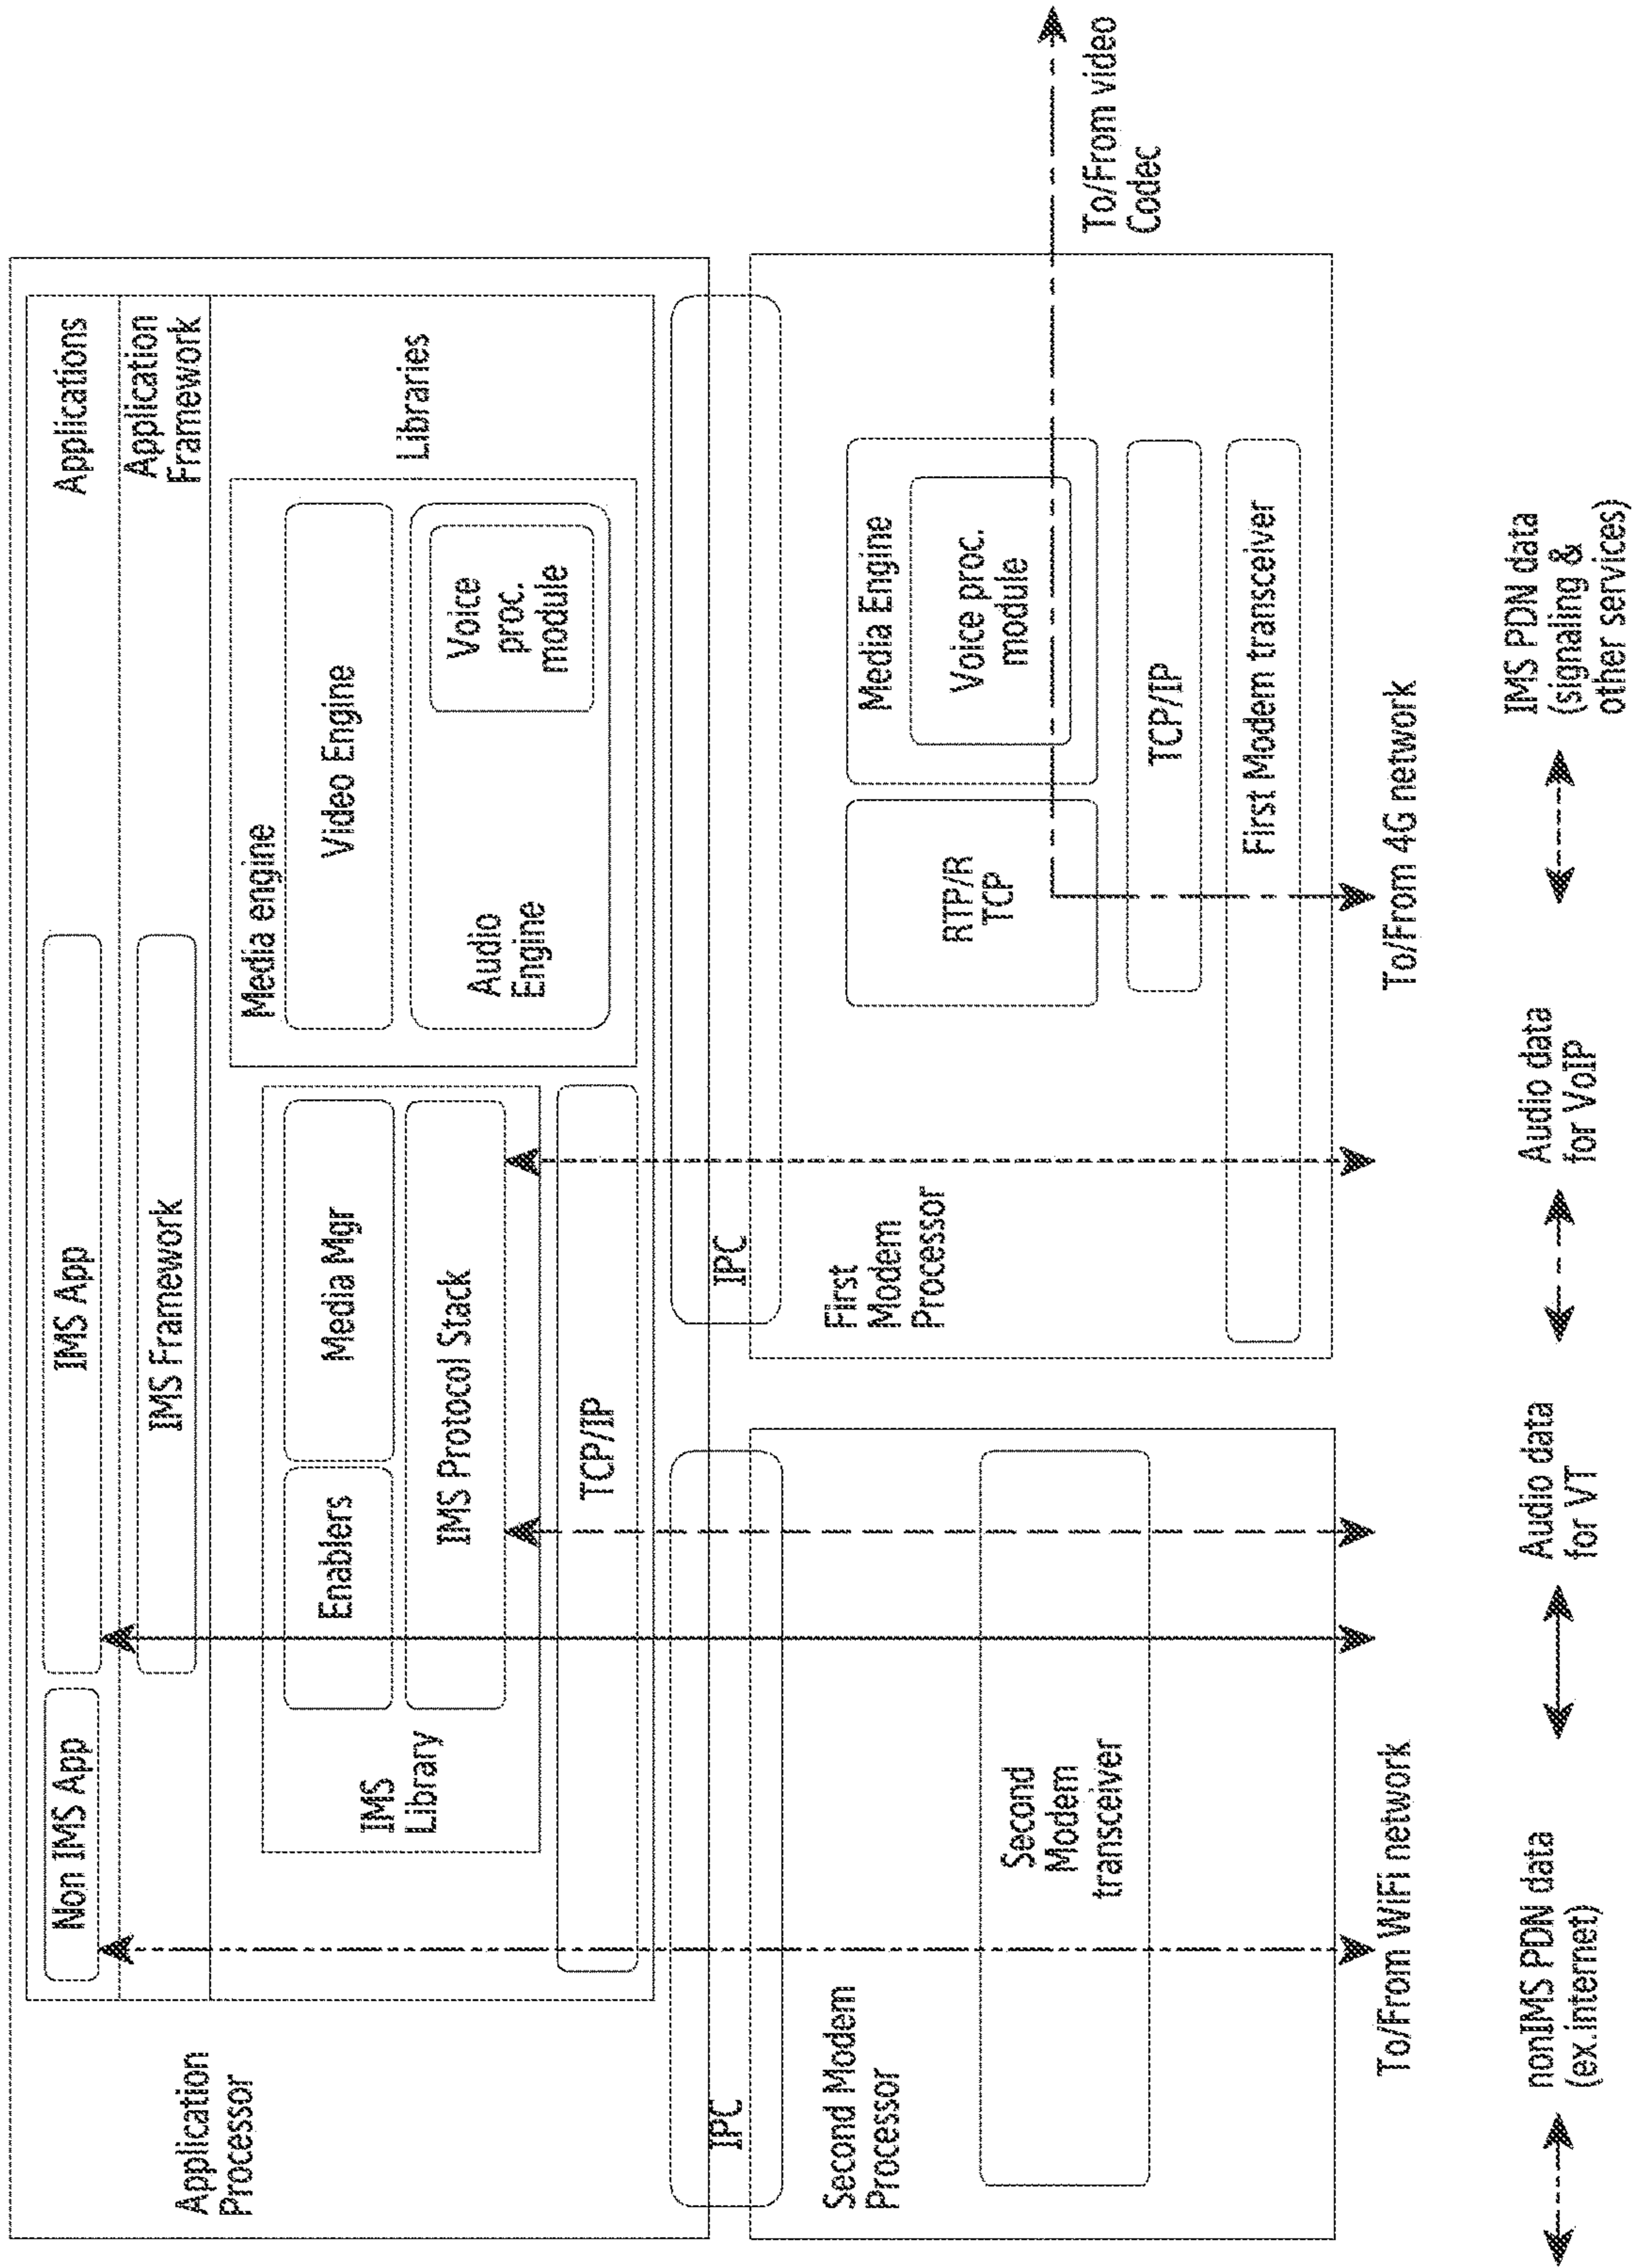 Application
Processor
Non IMS App
IMS App
Applications
IMS Framework
Application
Framework
IMS
Library
Enablers
Media Mgr
IMS Protocol Stack
TCP/IP
Media engine
Video Engine
Audio
Engine
Voice
proc.
module
Libraries
IPC
IPC
Second Modem
Processor
Second
Modem
transceiver
First
Modem
Processor
RTP/R
TCP
Media Engine
Voice proc.
module
TCP/IP
First Modem transceiver
To/From video
Codec
To/From WiFi network
To/From 4G network
nonIMS PDN data
(ex.internet)
Audio data
for VT
Audio data
for VoIP
IMS PDN data
(signaling &
other services)